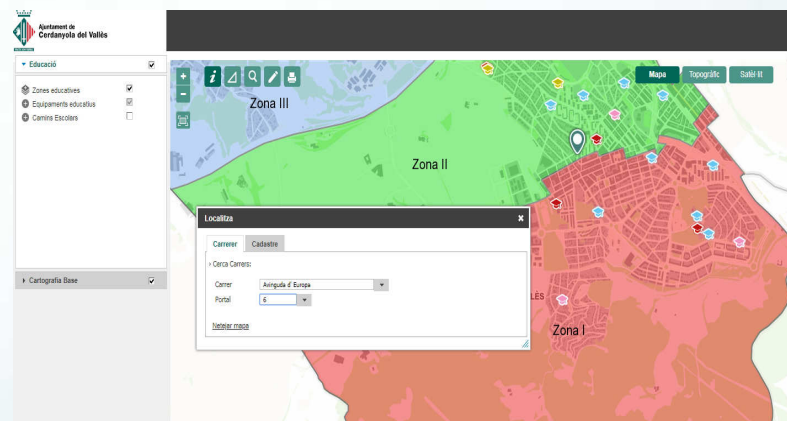 Ajuntament de
Cerdanyola del Vallès
Educació
Zones educatives
Equipaments educatius
Camins Escolars
Cartografia Base
Mapa
Topogràfic
Satèl·lit
Zona III
Zona II
Localitza
Carrerer
Cadastre
› Cerca Carrers:
Carrer
Avinguda d' Europa
Portal
6
Netejar mapa
LÈS
Zona I